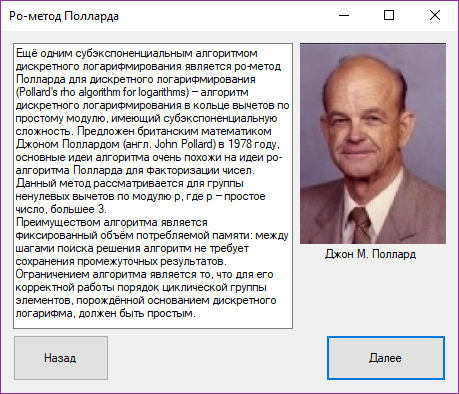 Ро-метод Полларда
Ещё одним субэкспоненциальным алгоритмом
дискретного логарифмирования является ро-метод
Полларда для дискретного логарифмирования
(Pollard's rho algorithm for logarithms) – алгоритм
дискретного логарифмирования в кольце вычетов по
простому модулю, имеющий субэкспоненциальную
сложность. Предложен британским математиком
Джоном Поллардом (англ. John Pollard) в 1978 году,
основные идеи алгоритма очень похожи на идеи ро-
алгоритма Полларда для факторизации чисел.
Данный метод рассматривается для группы
ненулевых вычетов по модулю p, где p – простое
число, большее 3.
Преимуществом алгоритма является
фиксированный объём потребляемой памяти: между
шагами поиска решения алгоритм не требует
сохранения промежуточных результатов.
Ограничением алгоритма является то, что для его
корректной работы порядок циклической группы
элементов, порождённой основанием дискретного
логарифма, должен быть простым.
Джон М. Поллард
Назад
Далее